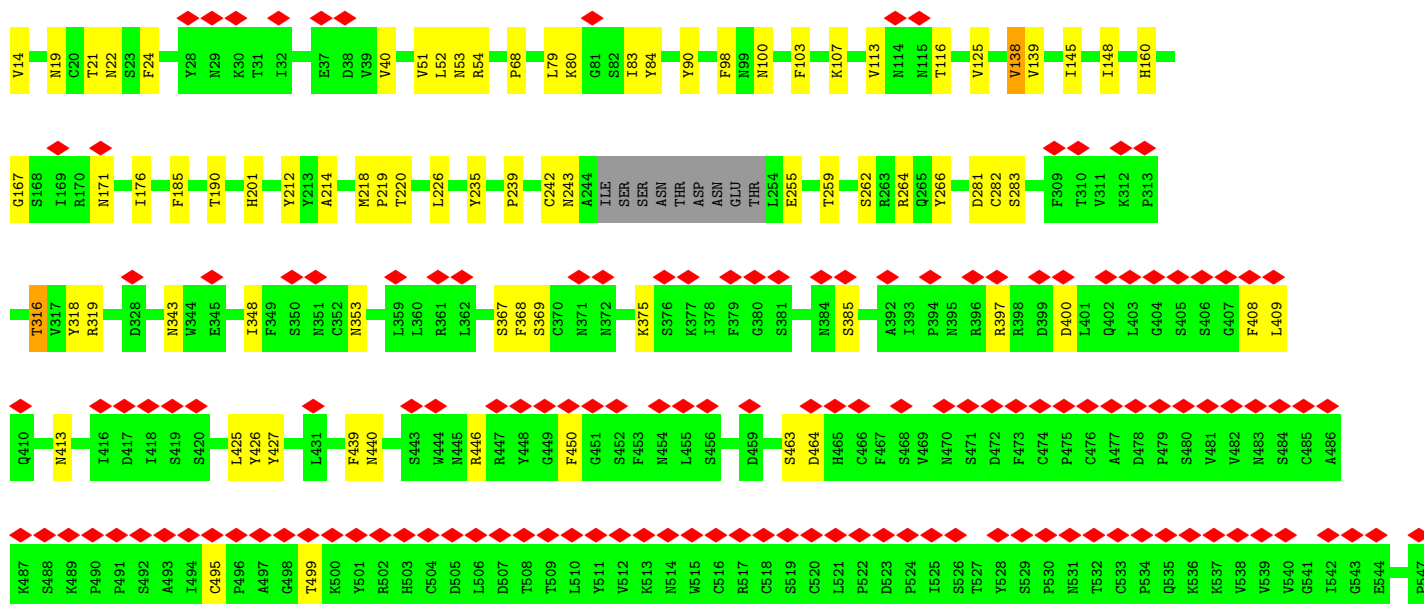 V14 N19 C20 T21 N22 S23 F24 Y28 N29 K30 T31 I32 E37 D38 V39 V40 V51 L52 N53 R54 P68 L79 K80 G81 S82 I83 Y84 Y90 F98 N99 N100 F103 K107 V113 N114 N115 T116 V125 V138 V139 I145 I148 H160
G167 S168 I169 R170 N171 I176 F185 T190 H201 Y212 Y213 A214 M218 P219 T220 L226 Y235 P239 C242 N243 A244 ILE SER SER ASN THR ASP ASN GLU THR L254 E255 T259 S262 R263 R264 Q265 Y266 D281 C282 S283 F309 T310 V311 K312 P313
T316 V317 Y318 R319 D328 N343 W344 E345 I348 F349 S350 N351 C352 N353 L359 L360 R361 L362 S367 F368 S369 C370 N371 N372 K375 S376 K377 I378 F379 G380 S381 N384 S385 A392 I393 P394 N395 R396 R397 R398 D399 D400 L401 Q402 L403 G404 S405 S406 G407 F408 L409
Q410 N413 I416 D417 I418 S419 S420 L425 Y426 Y427 L431 F439 N440 S443 W444 N445 R446 R447 Y448 G449 F450 G451 S452 F453 N454 L455 S456 D459 S463 D464 H465 C466 F467 S468 V469 N470 S471 D472 F473 C474 P475 C476 A477 D478 P479 S480 V481 V482 N483 S484 C485 A486
K487 S488 K489 P490 P491 S492 A493 I494 C495 P496 A497 G498 T499 K500 Y501 R502 H503 C504 D505 L506 D507 T508 T509 L510 Y511 V512 K513 N514 W515 C516 R517 C518 S519 C520 L521 P522 D523 P524 I525 S526 T527 Y528 S529 P530 N531 T532 C533 P534 Q535 K536 K537 V538 V539 V540 G541 I542 G543 E544 P547